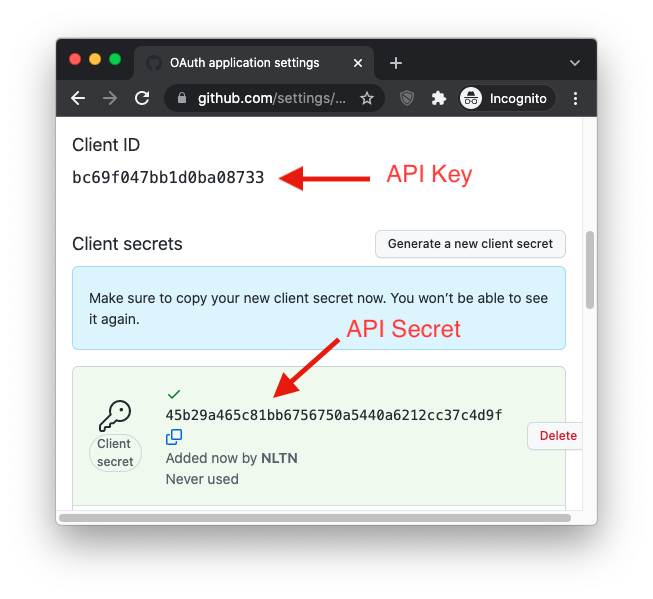 OAuth application settings
github.com/settings/...
Incognito
Client ID
bc69f047bb1d0ba08733
API Key
Client secrets
Generate a new client secret
Make sure to copy your new client secret now. You won't be able to see
it again.
API Secret
45b29a465c81bb6756750a5440a6212cc37c4d9f
Client
secret
Delete
Added now by NLTN
Never used